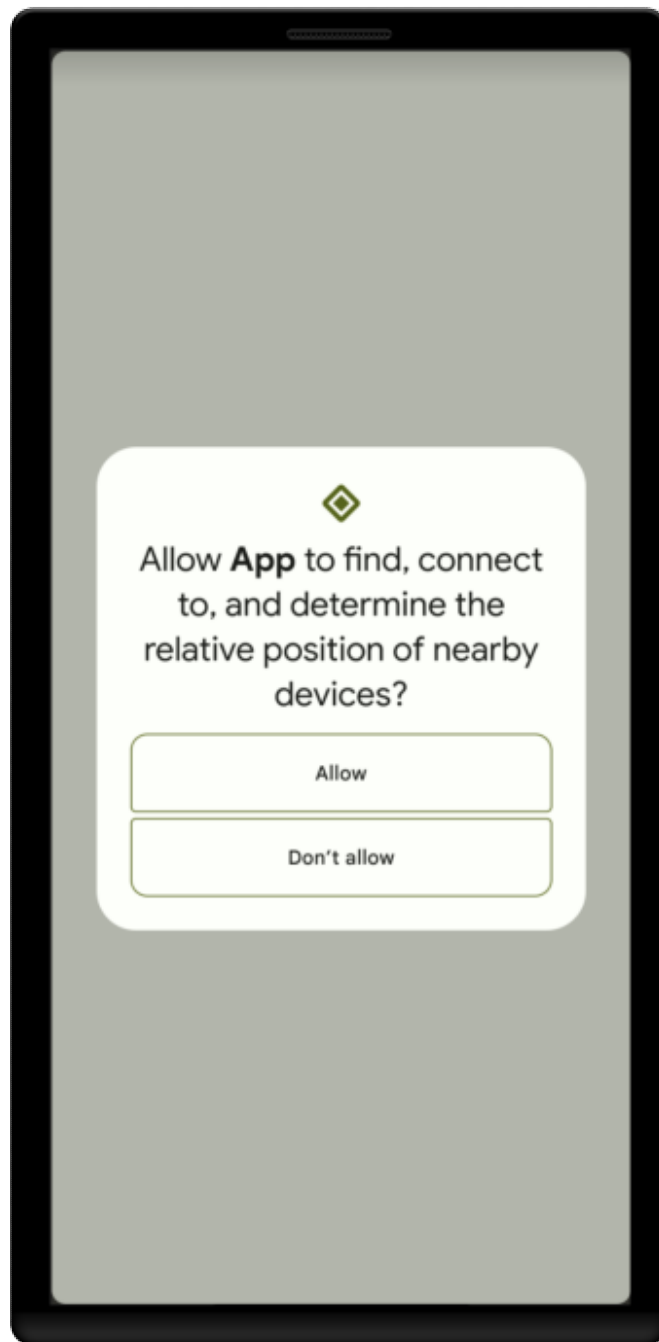 Allow App to find, connect
to, and determine the
relative position of nearby
devices?
Allow
Don't allow